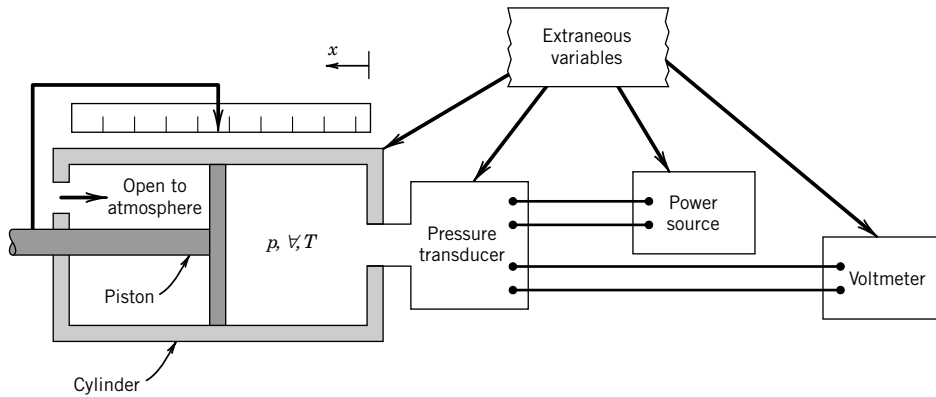 x
Extraneous
variables
Open to
atmosphere
p, ∀, T
Pressure
transducer
Power
source
Voltmeter
Piston
Cylinder